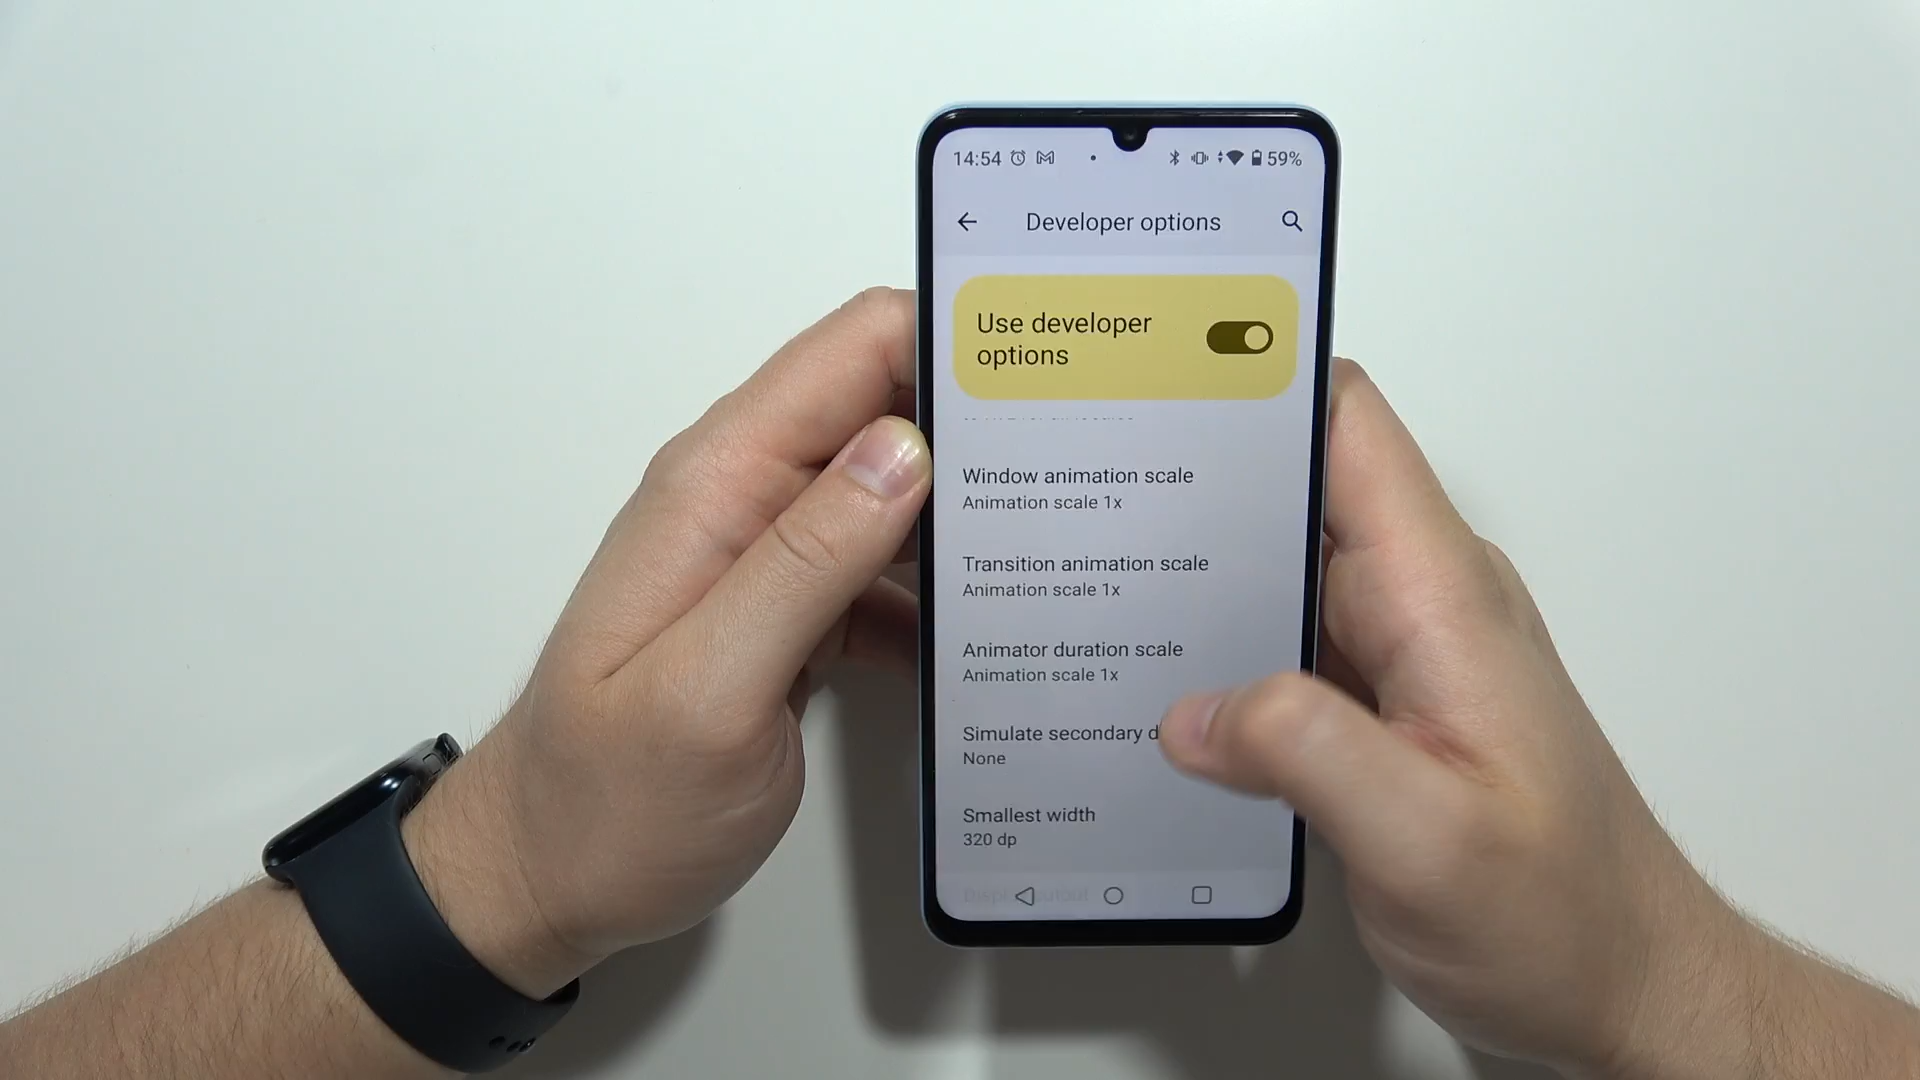 14:54 59%
Developer options
Use developer
options
Window animation scale
Animation scale 1x
Transition animation scale
Animation scale 1x
Animator duration scale
Animation scale 1x
Simulate secondary d
None
Smallest width
320 dp